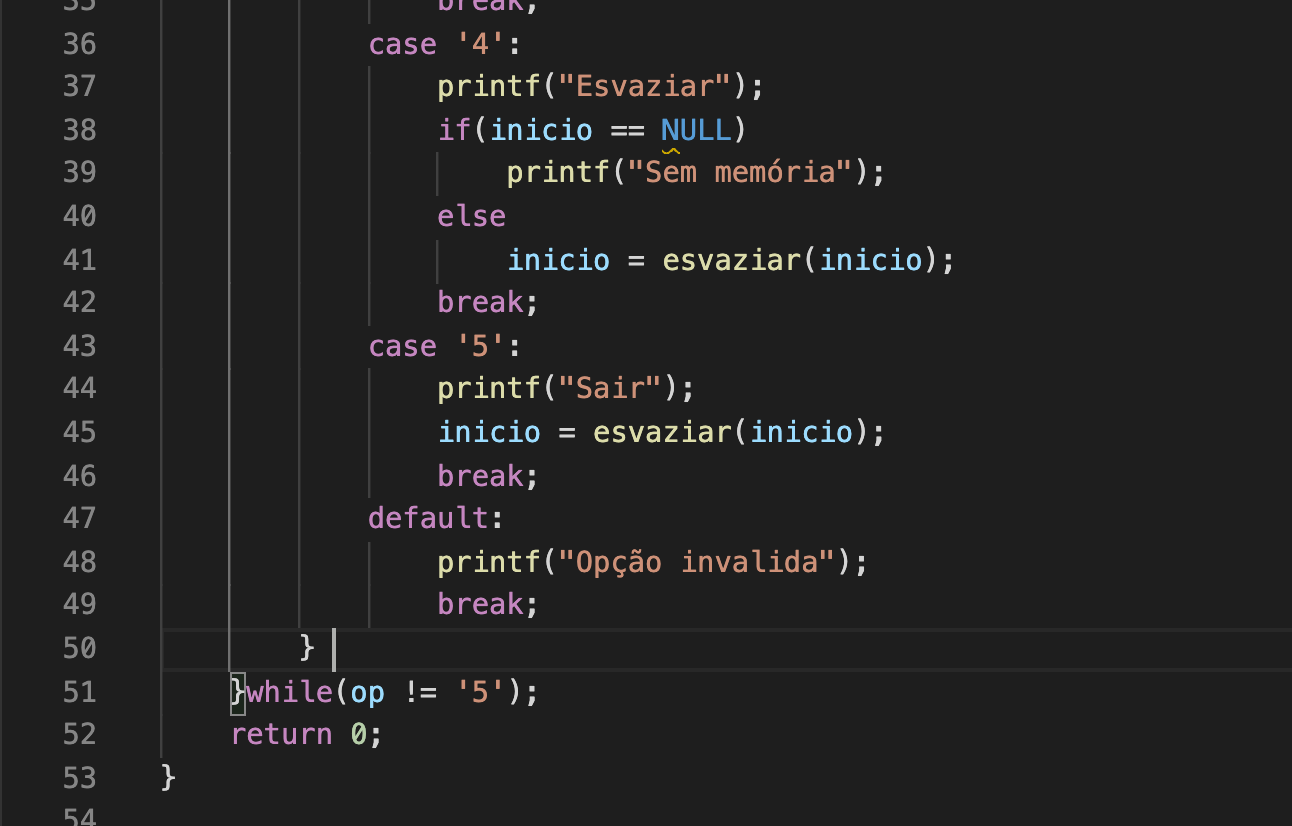 35 break;
36 case '4':
37 printf("Esvaziar");
38 if(inicio == NULL)
39 printf("Sem memória");
40 else
41 inicio = esvaziar(inicio);
42 break;
43 case '5':
44 printf("Sair");
45 inicio = esvaziar(inicio);
46 break;
47 default:
48 printf("Opção invalida");
49 break;
50 }
51 }while(op != '5');
52 return 0;
53 }
54